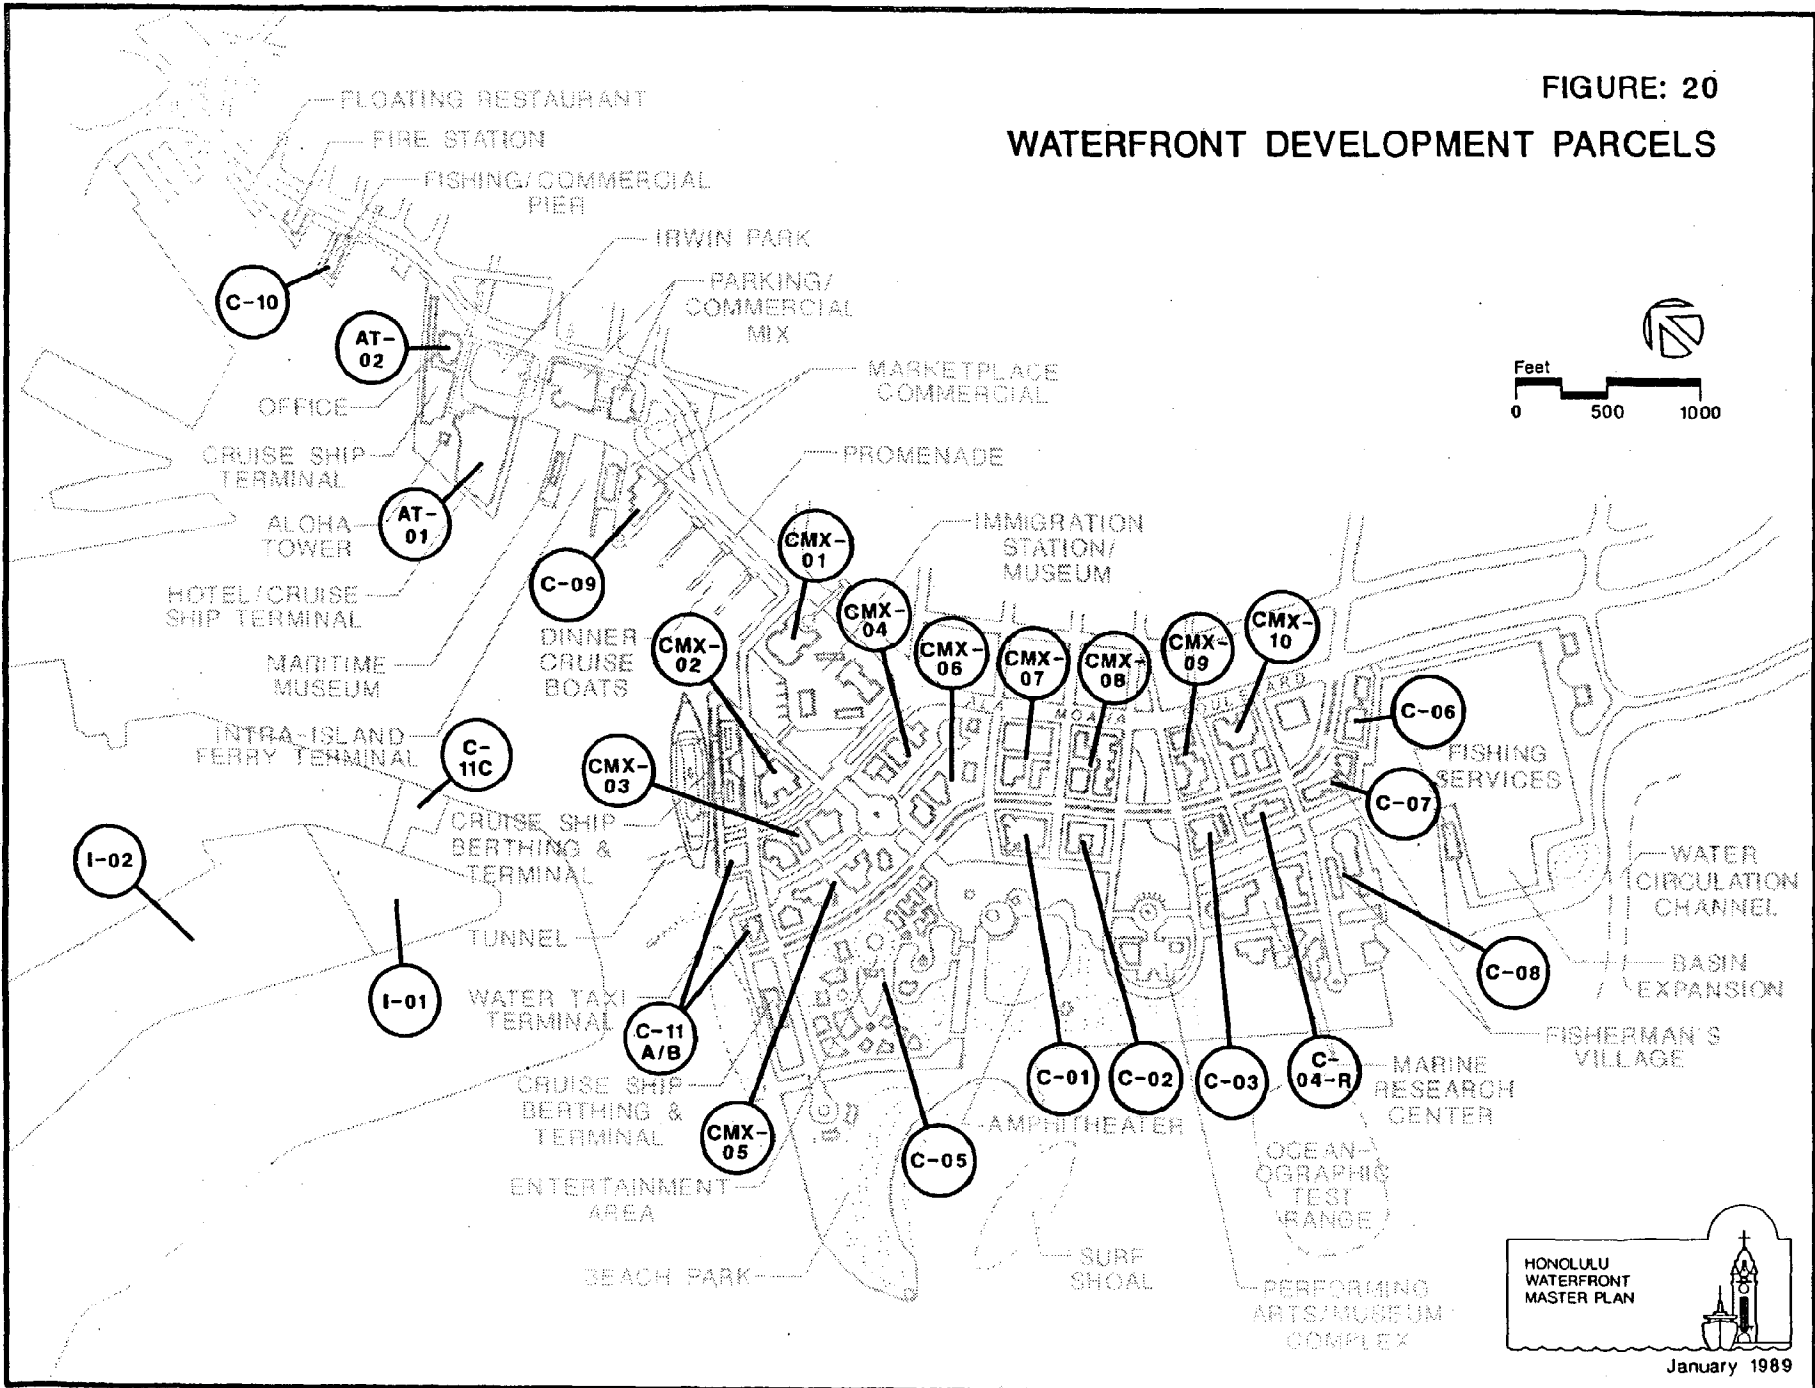 FIGURE: 20
WATERFRONT DEVELOPMENT PARCELS
FLOATING RESTAURANT
FIRE STATION
FISHING/COMMERCIAL
PIER
IRWIN PARK
PARKING/
COMMERCIAL
MIX
C-10
AT-
02
Feet
0 500 1000
MARKETPLACE
COMMERCIAL
OFFICE
CRUISE SHIP
TERMINAL
PROMENADE
AT-
01
ALOHA
TOWER
CMX-
01
IMMIGRATION
STATION/
MUSEUM
C-09
HOTEL/CRUISE
SHIP TERMINAL
DINNER
CRUISE
BOATS
CMX-
02
CMX-
04
CMX-
06
CMX-
07
CMX-
08
CMX-
09
CMX-
10
MARITIME
MUSEUM
ALA MOANA BOULEVARD
C-06
INTRA-ISLAND
FERRY TERMINAL
C-
11C
CMX-
03
FISHING
SERVICES
C-07
CRUISE SHIP
BERTHING &
TERMINAL
I-02
WATER
CIRCULATION
CHANNEL
TUNNEL
C-08
BASIN
EXPANSION
I-01
WATER TAXI
TERMINAL
C-11
A/B
FISHERMAN'S
VILLAGE
CRUISE SHIP
BERTHING &
TERMINAL
C-01
C-02
C-03
C-
04-R
MARINE
RESEARCH
CENTER
CMX-
05
AMPHITHEATER
C-05
OCEAN-
OGRAPHIC
TEST
RANGE
ENTERTAINMENT
AREA
BEACH PARK
SURF
SHOAL
PERFORMING
ARTS/MUSEUM
COMPLEX
HONOLULU
WATERFRONT
MASTER PLAN
January 1989